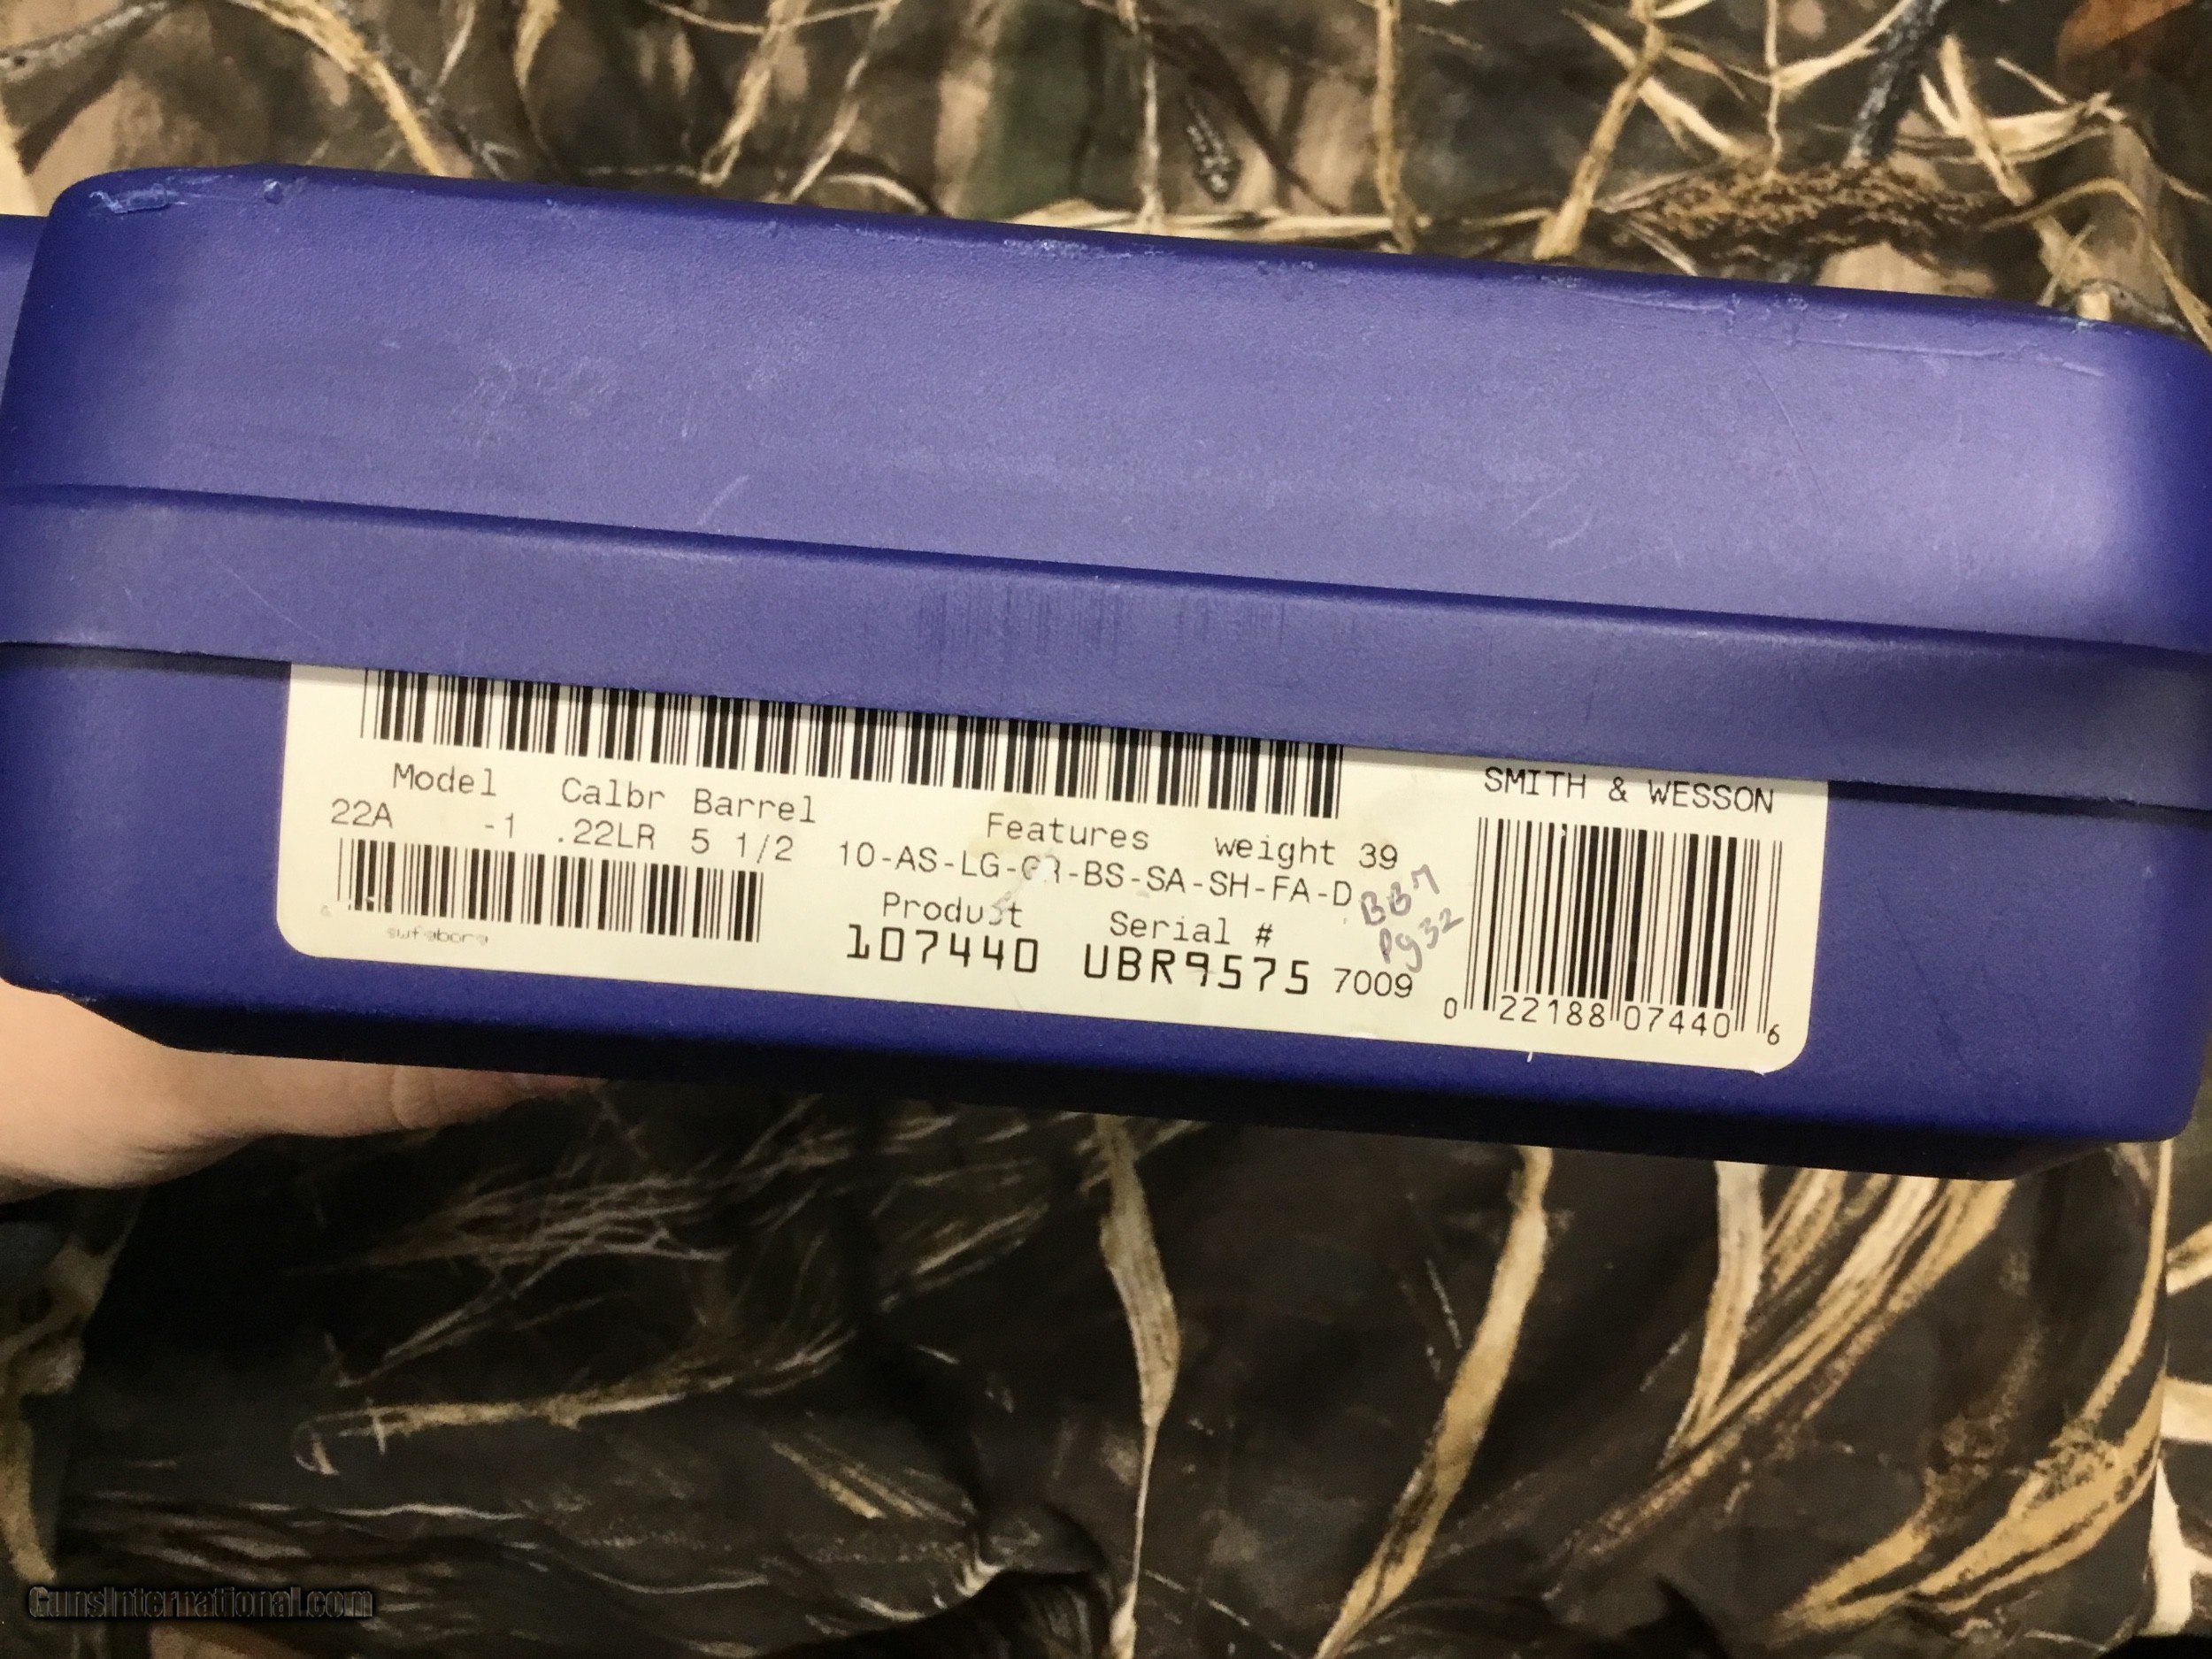 SMITH & WESSON
Model Calbr Barrel Features weight 39
22A -1 .22LR 5 1/2 10-AS-LG-GR-BS-SA-SH-FA-D
BB7
Pg32
Product Serial #
107440 UBR9575 7009
0 22188 07440 6
GunsInternational.com